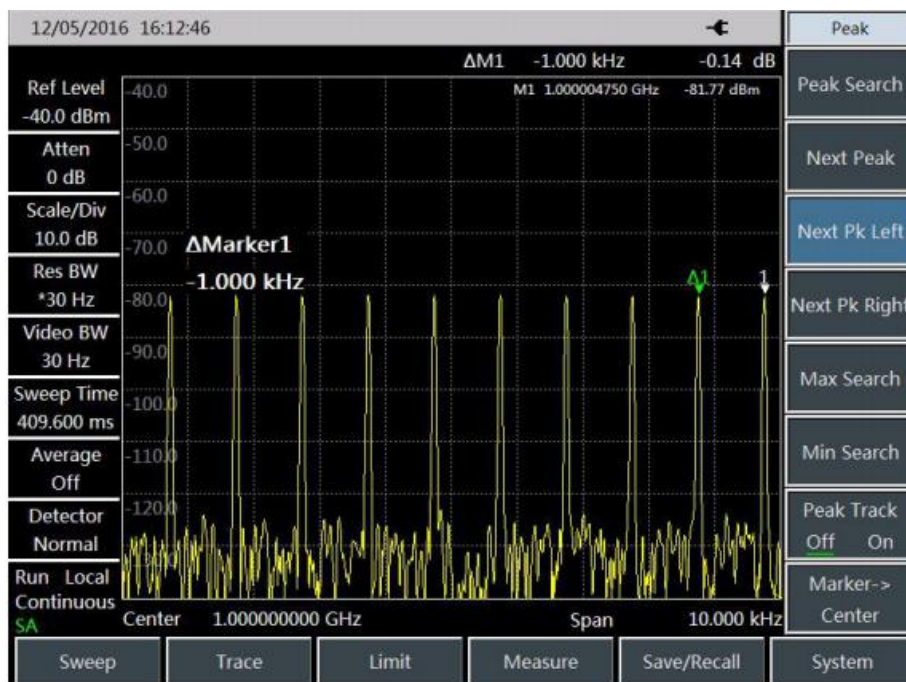 12/05/2016 16:12:46
Peak
ΔM1 -1.000 kHz -0.14 dB
M1 1.000004750 GHz -81.77 dBm
Ref Level
-40.0 dBm
Atten
0 dB
Scale/Div
10.0 dB
Res BW
*30 Hz
Video BW
30 Hz
Sweep Time
409.600 ms
Average
Off
Detector
Normal
Run Local
Continuous
SA
-40.0
-50.0
-60.0
-70.0
-80.0
-90.0
-100.0
-110.0
-120.0
-130.0
ΔMarker1
-1.000 kHz
Δ1
1
Center 1.000000000 GHz Span 10.000 kHz
Peak Search
Next Peak
Next Pk Left
Next Pk Right
Max Search
Min Search
Peak Track
Off On
Marker->
Center
Sweep Trace Limit Measure Save/Recall System